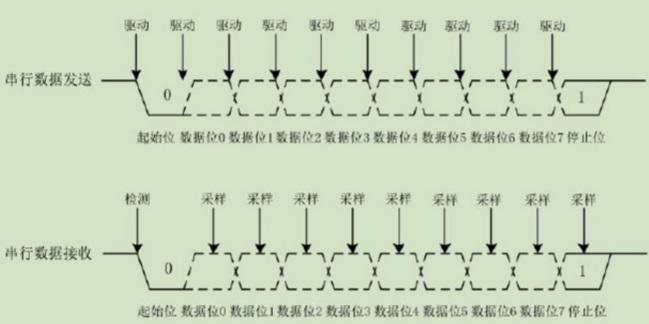 驱动 驱动 驱动 驱动 驱动 驱动 驱动 驱动 驱动 驱动
串行数据发送 0 1
起始位 数据位0 数据位1 数据位2 数据位3 数据位4 数据位5 数据位6 数据位7 停止位
检测 采样 采样 采样 采样 采样 采样 采样 采样 采样
串行数据接收 0 1
起始位 数据位0 数据位1 数据位2 数据位3 数据位4 数据位5 数据位6 数据位7 停止位